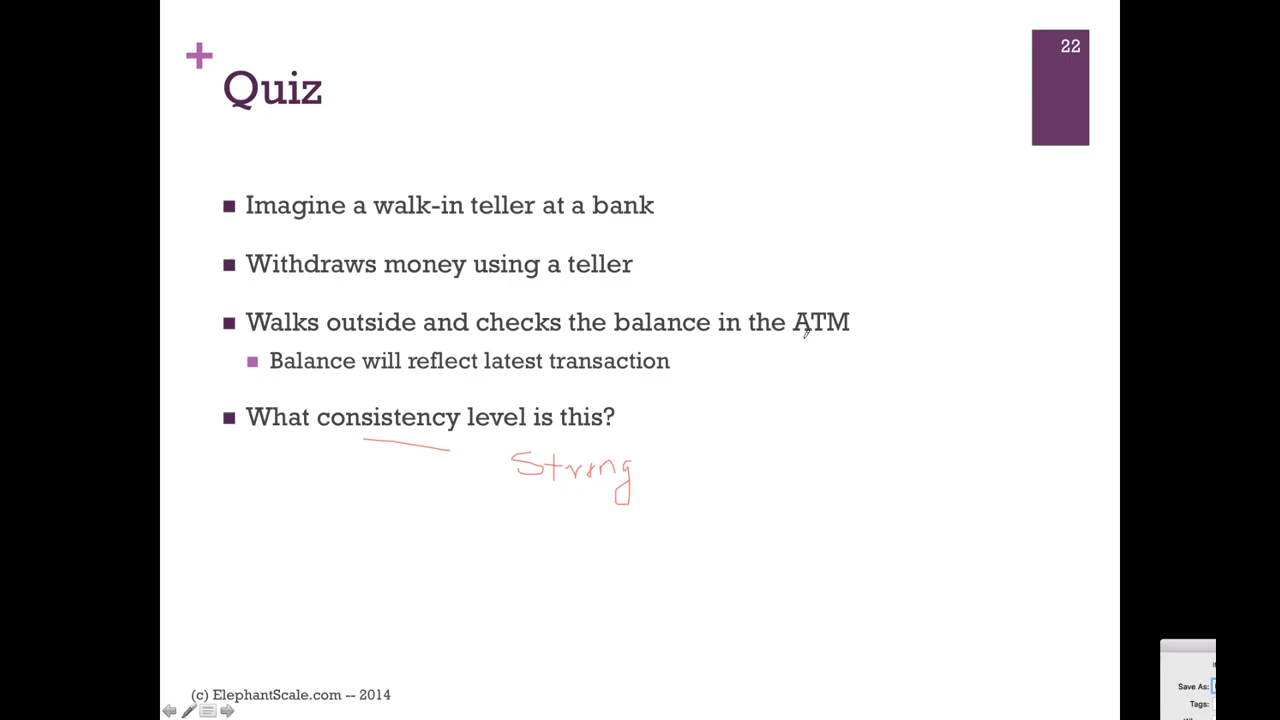 22
Quiz
Imagine a walk-in teller at a bank
Withdraws money using a teller
Walks outside and checks the balance in the ATM
Balance will reflect latest transaction
What consistency level is this?
Strong
(c) ElephantScale.com -- 2014
Save As:
Tags: